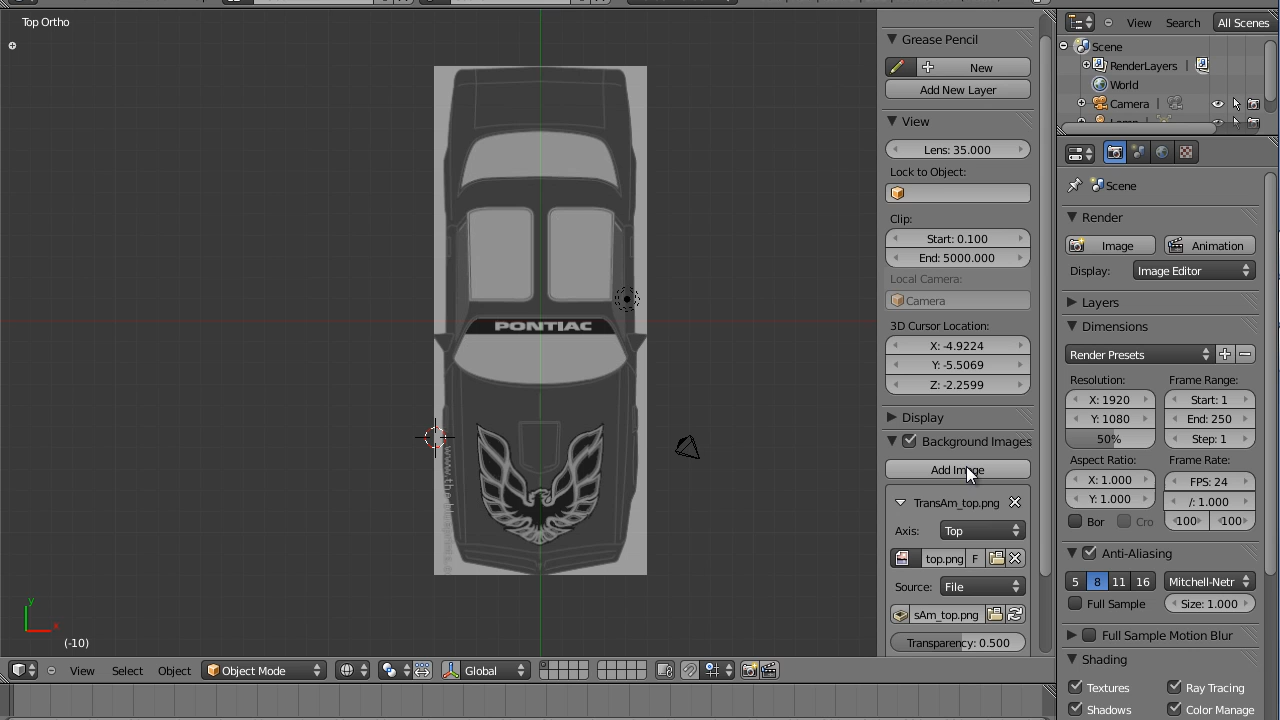 Top Ortho
(-10)
y
x
PONTIAC
Grease Pencil
New
Add New Layer
View
Lens: 35.000
Lock to Object:
Clip:
Start: 0.100
End: 5000.000
Local Camera:
Camera
3D Cursor Location:
X: -4.9224
Y: -5.5069
Z: -2.2599
Display
Background Images
Add Image
TransAm_top.png
Axis: Top
top.png F
Source: File
sAm_top.png
Transparency: 0.500
View Select Object Object Mode Global
View Search All Scenes
Scene
RenderLayers
World
Camera
Scene
Render
Image Animation
Display: Image Editor
Layers
Dimensions
Render Presets
Resolution: Frame Range:
X: 1920 Start: 1
Y: 1080 End: 250
50% Step: 1
Aspect Ratio: Frame Rate:
X: 1.000 FPS: 24
Y: 1.000 /: 1.000
Bor Cro 100 100
Anti-Aliasing
5 8 11 16 Mitchell-Netr
Full Sample Size: 1.000
Full Sample Motion Blur
Shading
Textures Ray Tracing
Shadows Color Manage